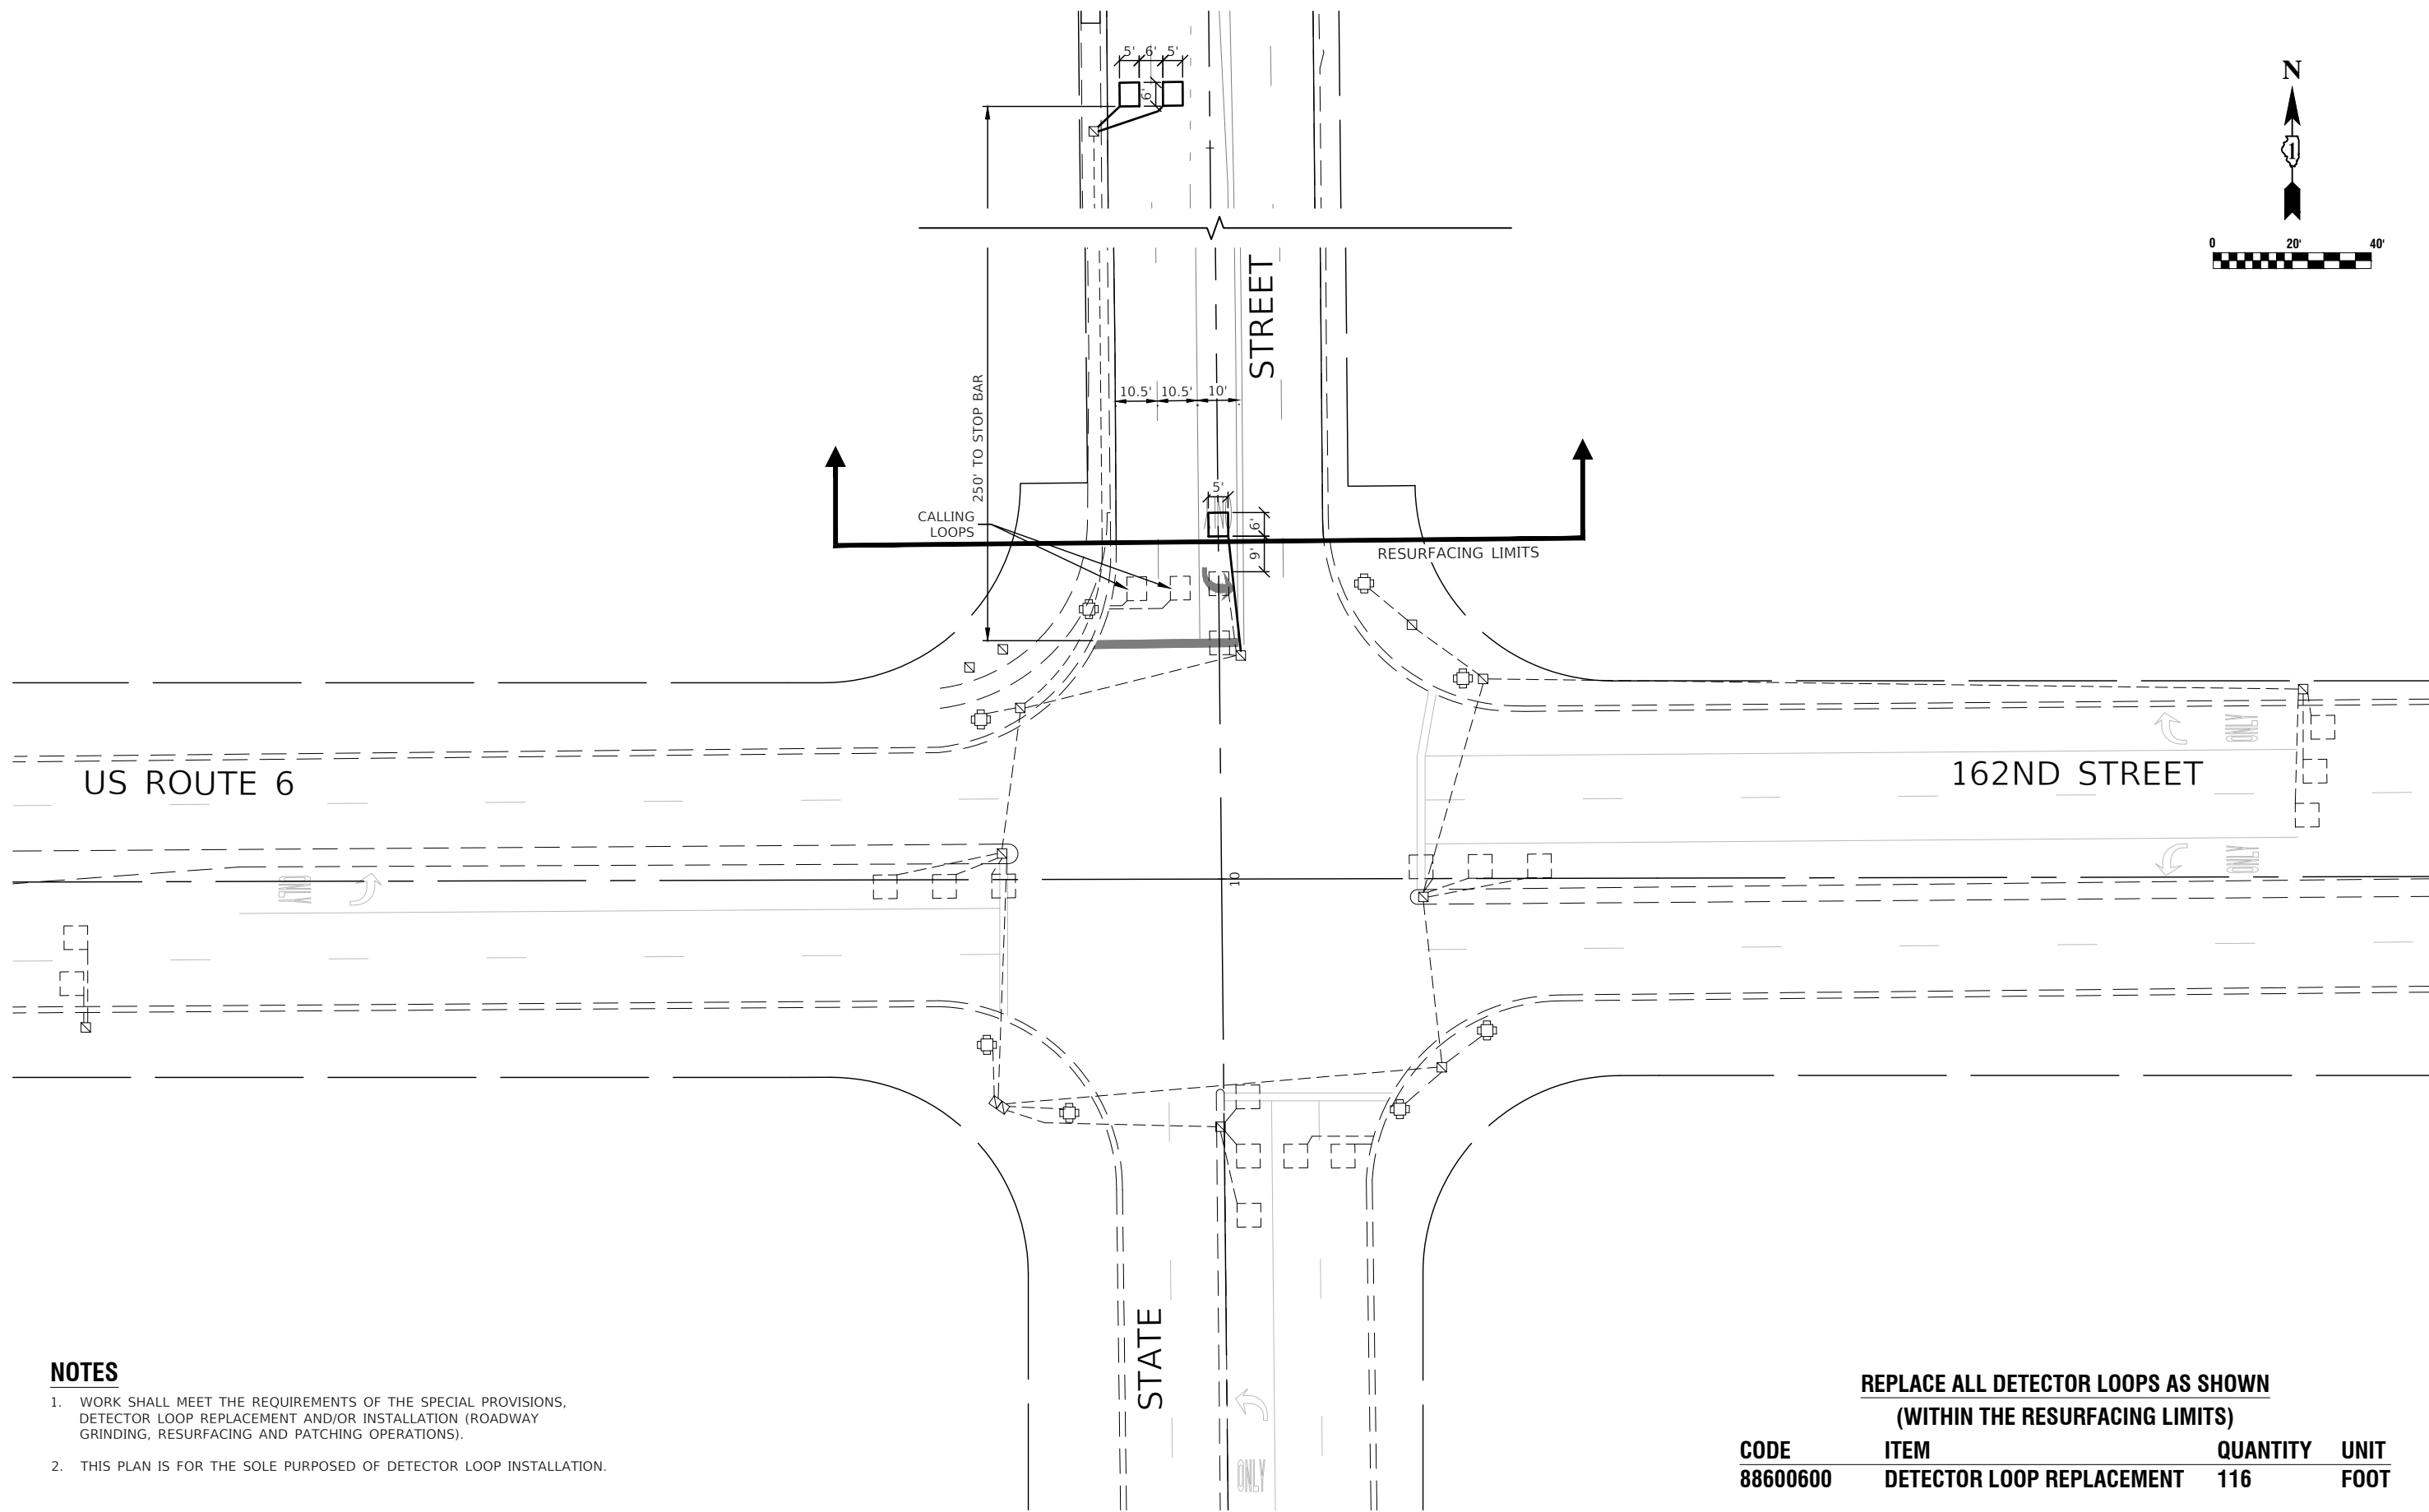 5' 6' 5'
6'
N
1
0 20' 40'
STREET
10.5' 10.5' 10'
250' TO STOP BAR
5'
6'
9'
CALLING
LOOPS
RESURFACING LIMITS
US ROUTE 6
162ND STREET
ONLY
ONLY
ONLY
10
STATE
ONLY
NOTES
1. WORK SHALL MEET THE REQUIREMENTS OF THE SPECIAL PROVISIONS,
DETECTOR LOOP REPLACEMENT AND/OR INSTALLATION (ROADWAY
GRINDING, RESURFACING AND PATCHING OPERATIONS).
2. THIS PLAN IS FOR THE SOLE PURPOSED OF DETECTOR LOOP INSTALLATION.
REPLACE ALL DETECTOR LOOPS AS SHOWN
(WITHIN THE RESURFACING LIMITS)
CODE ITEM QUANTITY UNIT
88600600 DETECTOR LOOP REPLACEMENT 116 FOOT